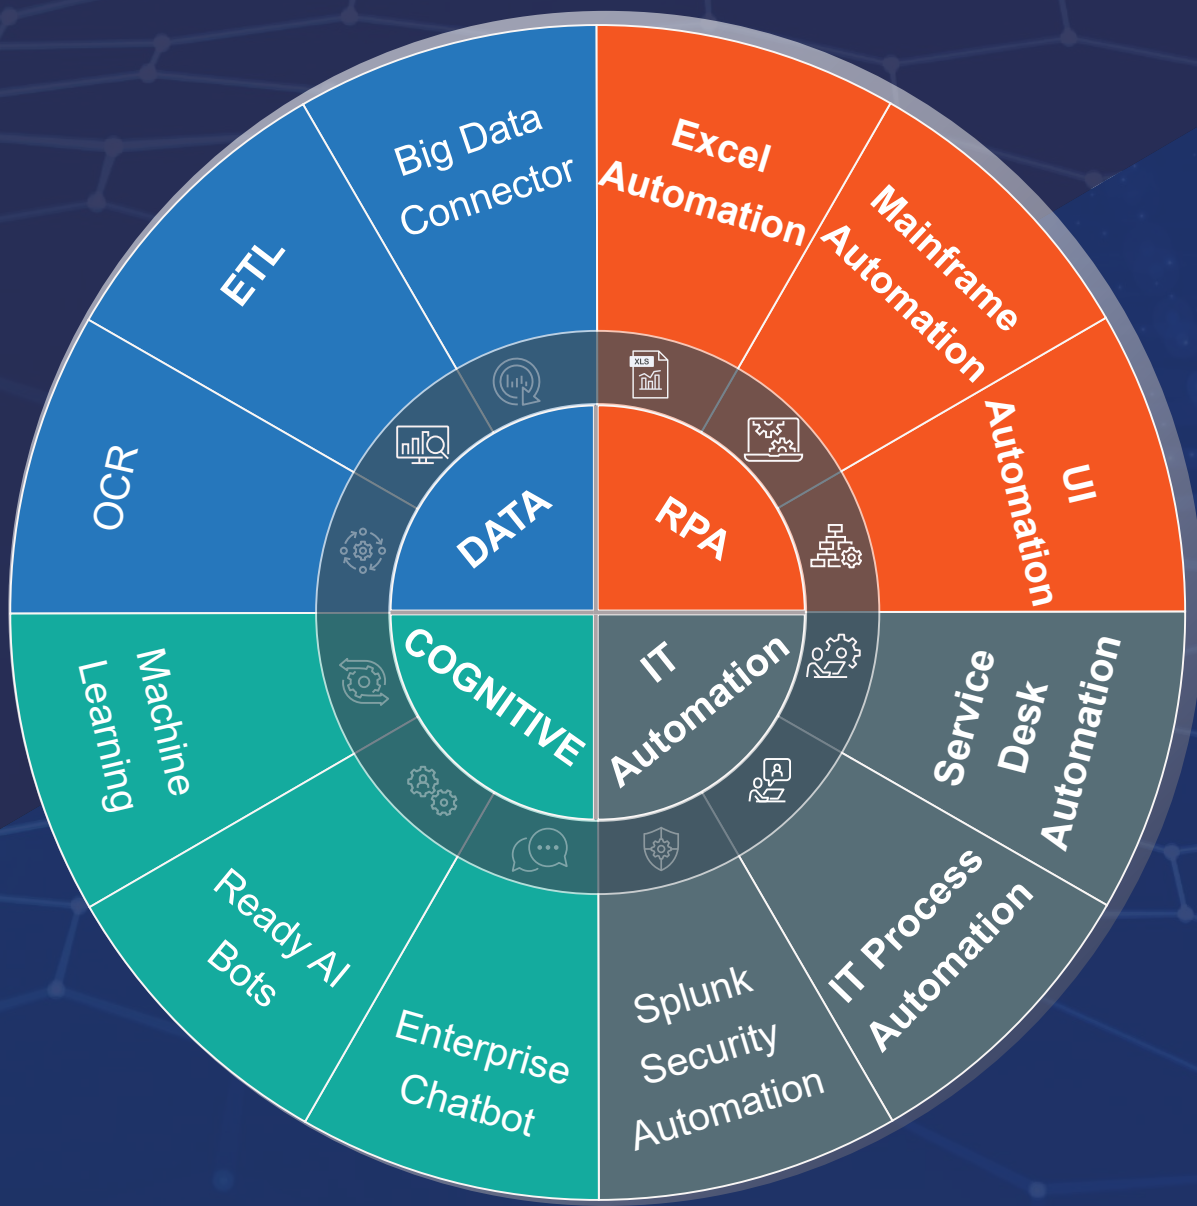 Big Data
Connector
Excel
Automation
Mainframe
Automation
UI
Automation
Service
Desk
Automation
IT Process
Automation
Splunk
Security
Automation
Enterprise
Chatbot
Ready AI
Bots
Machine
Learning
OCR
ETL
XLS
DATA
RPA
IT
Automation
COGNITIVE